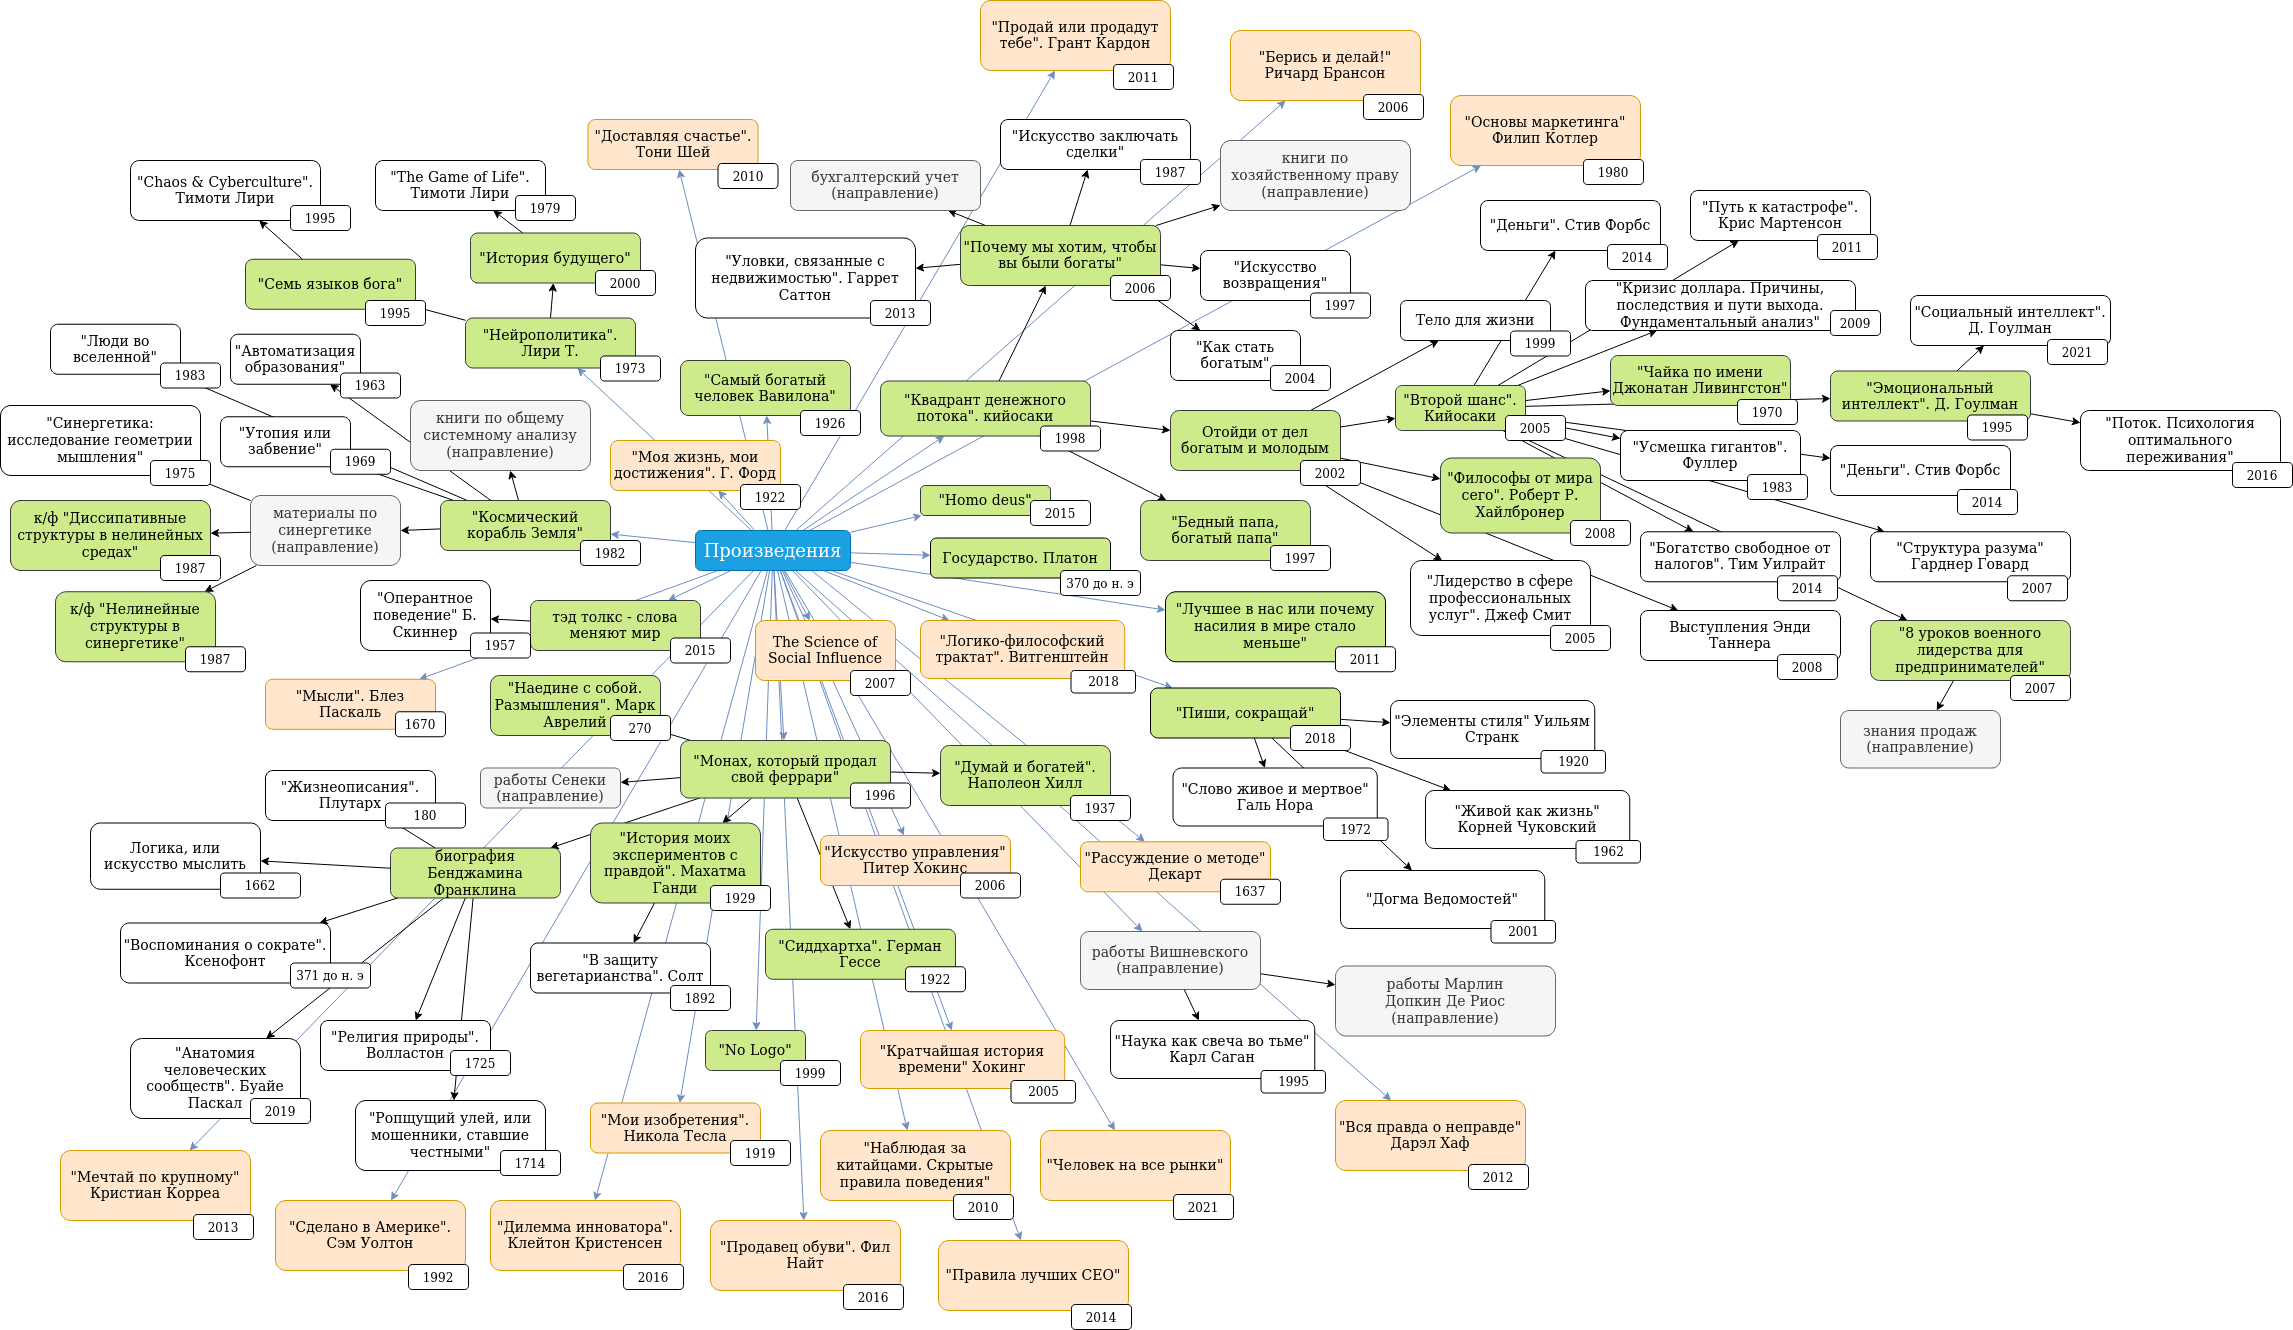 "Продай или продадут
тебе". Грант Кардон
2011
"Берись и делай!"
Ричард Брансон
2006
"Основы маркетинга"
Филип Котлер
1980
"Доставляя счастье".
Тони Шей
2010
"Искусство заключать
сделки"
1987
бухгалтерский учет
(направление)
книги по
хозяйственному праву
(направление)
"Chaos & Cyberculture".
Тимоти Лири
1995
"The Game of Life".
Тимоти Лири
1979
"Семь языков бога"
1995
"История будущего"
2000
"Нейрополитика".
Лири Т.
1973
"Уловки, связанные с
недвижимостью". Гаррет
Саттон
2013
"Почему мы хотим, чтобы
вы были богаты"
2006
"Искусство
возвращения"
1997
"Как стать
богатым"
2004
"Деньги". Стив Форбс
2014
"Путь к катастрофе".
Крис Мартенсон
2011
Тело для жизни
1999
"Кризис доллара. Причины,
последствия и пути выхода.
Фундаментальный анализ"
2009
"Социальный интеллект".
Д. Гоулман
2021
"Люди во
вселенной"
1983
"Автоматизация
образования"
1963
"Синергетика:
исследование геометрии
мышления"
1975
"Утопия или
забвение"
1969
книги по общему
системному анализу
(направление)
"Самый богатый
человек Вавилона"
1926
"Моя жизнь, мои
достижения". Г. Форд
1922
"Квадрант денежного
потока". кийосаки
1998
Отойди от дел
богатым и молодым
2002
"Второй шанс".
Кийосаки
2005
"Чайка по имени
Джонатан Ливингстон"
1970
"Эмоциональный
интеллект". Д. Гоулман
1995
"Поток. Психология
оптимального
переживания"
2016
"Усмешка гигантов".
Фуллер
1983
"Деньги". Стив Форбс
2014
"Философы от мира
сего". Роберт Р.
Хайлбронер
2008
"Бедный папа,
богатый папа"
1997
"Богатство свободное от
налогов". Тим Уилрайт
2014
"Структура разума"
Гарднер Говард
2007
"Лидерство в сфере
профессиональных
услуг". Джеф Смит
2005
Выступления Энди
Таннера
2008
"8 уроков военного
лидерства для
предпринимателей"
2007
знания продаж
(направление)
к/ф "Диссипативные
структуры в нелинейных
средах"
1987
материалы по
синергетике
(направление)
"Космический
корабль Земля"
1982
к/ф "Нелинейные
структуры в
синергетике"
1987
Произведения
"Homo deus"
2015
Государство. Платон
370 до н. э
"Лучшее в нас или почему
насилия в мире стало
меньше"
2011
"Оперантное
поведение" Б.
Скиннер
1957
тэд толкс - слова
меняют мир
2015
The Science of
Social Influence
2007
"Логико-философский
трактат". Витгенштейн
2018
"Мысли". Блез
Паскаль
1670
"Наедине с собой.
Размышления". Марк
Аврелий
270
"Пиши, сокращай"
2018
"Элементы стиля" Уильям
Странк
1920
"Слово живое и мертвое"
Галь Нора
1972
"Живой как жизнь"
Корней Чуковский
1962
"Догма Ведомостей"
2001
работы Сенеки
(направление)
"Монах, который продал
свой феррари"
1996
"Думай и богатей".
Наполеон Хилл
1937
"Жизнеописания".
Плутарх
180
Логика, или
искусство мыслить
1662
биография
Бенджамина
Франклина
"История моих
экспериментов с
правдой". Махатма
Ганди
1929
"Искусство управления"
Питер Хокинс
2006
"Рассуждение о методе"
Декарт
1637
"Воспоминания о сократе".
Ксенофонт
371 до н. э
"В защиту
вегетарианства". Солт
1892
"Сиддхартха". Герман
Гессе
1922
работы Вишневского
(направление)
работы Марлин
Допкин Де Риос
(направление)
"Наука как свеча во тьме"
Карл Саган
1995
"Анатомия
человеческих
сообществ". Буайе
Паскал
2019
"Религия природы".
Волластон
1725
"No Logo"
1999
"Кратчайшая история
времени" Хокинг
2005
"Ропщущий улей, или
мошенники, ставшие
честными"
1714
"Мои изобретения".
Никола Тесла
1919
"Наблюдая за
китайцами. Скрытые
правила поведения"
2010
"Человек на все рынки"
2021
"Вся правда о неправде"
Дарэл Хаф
2012
"Мечтай по крупному"
Кристиан Корреа
2013
"Сделано в Америке".
Сэм Уолтон
1992
"Дилемма инноватора".
Клейтон Кристенсен
2016
"Продавец обуви". Фил
Найт
2016
"Правила лучших CEO"
2014